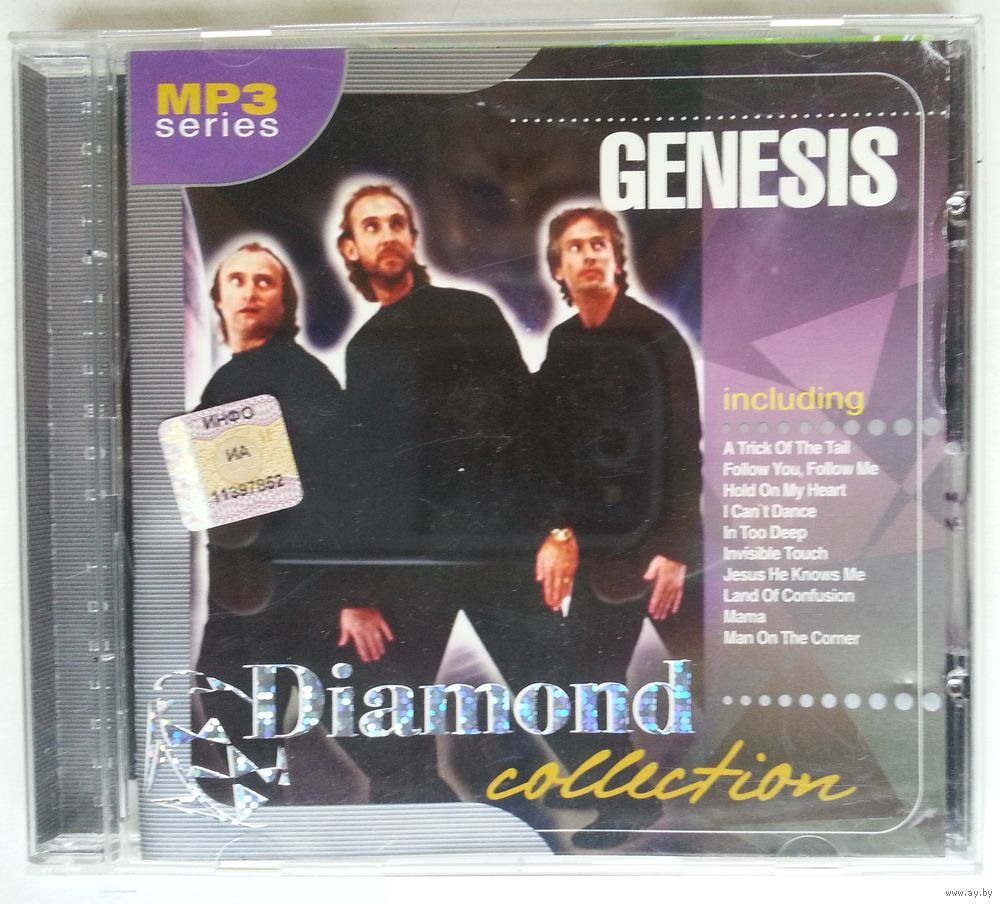 MP3
series
GENESIS
including
A Trick Of The Tail
Follow You, Follow Me
Hold On My Heart
I Can`t Dance
In Too Deep
Invisible Touch
Jesus He Knows Me
Land Of Confusion
Mama
Man On The Corner
ИНФО
ИА
11397852
Diamond
collection
www.ay.by